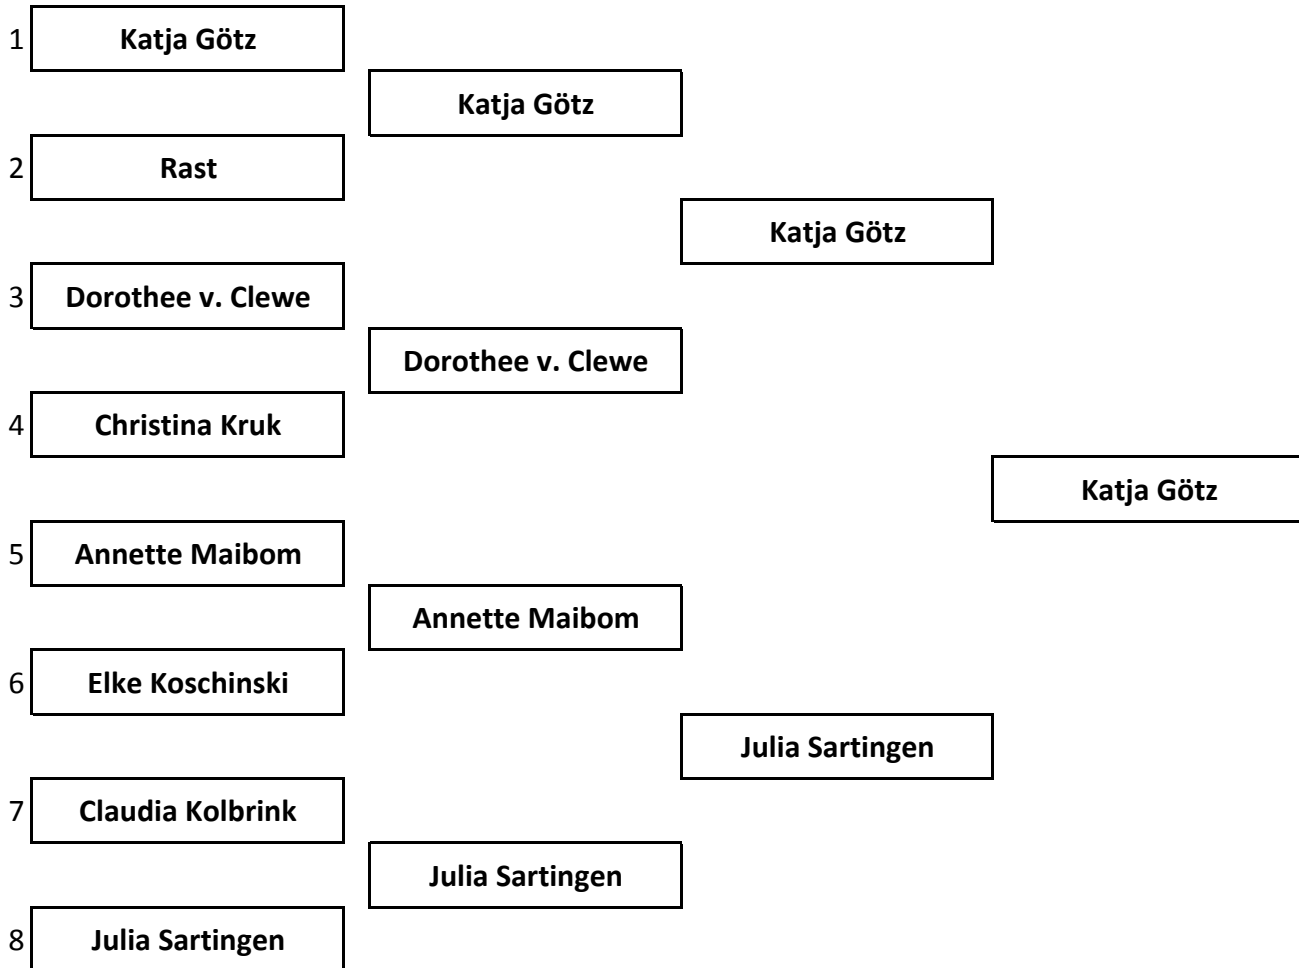 1 Katja Götz
Katja Götz
2 Rast
Katja Götz
3 Dorothee v. Clewe
Dorothee v. Clewe
4 Christina Kruk
Katja Götz
5 Annette Maibom
Annette Maibom
6 Elke Koschinski
Julia Sartingen
7 Claudia Kolbrink
Julia Sartingen
8 Julia Sartingen